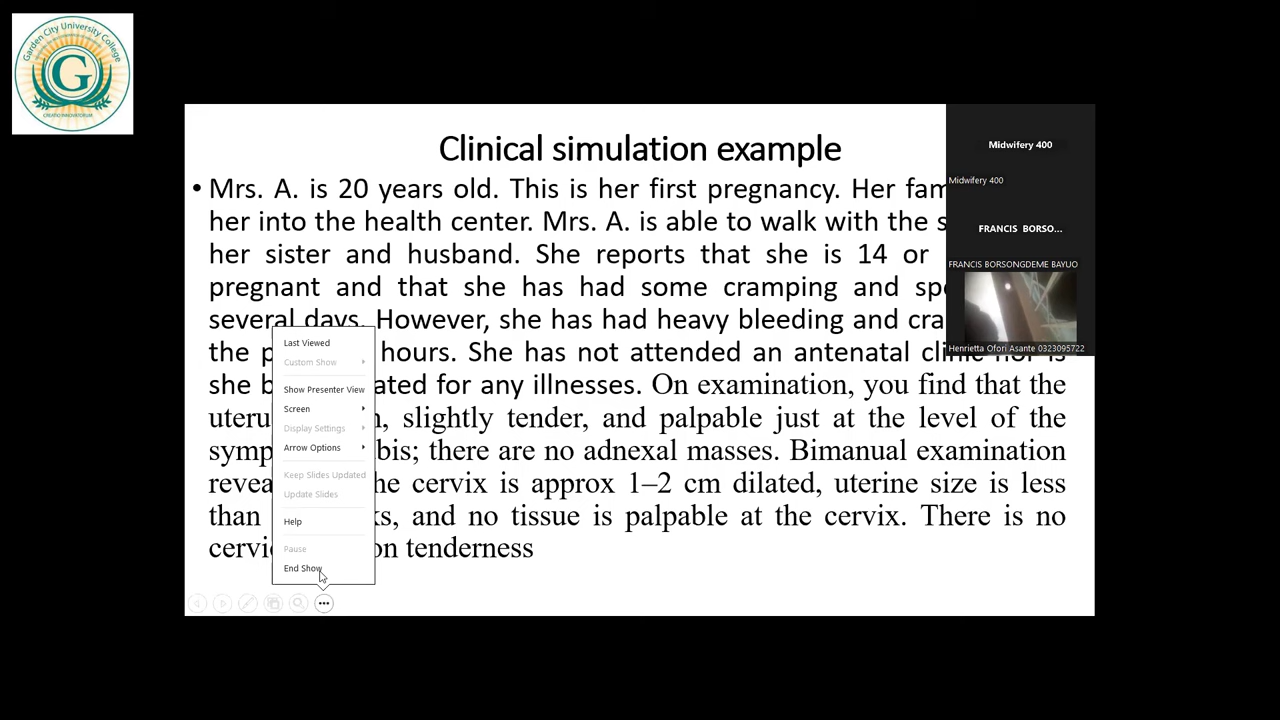 Garden City University College
G
Midwifery 400
Midwifery 400
FRANCIS BORSO...
FRANCIS BORSONGDEME BAYUO
Henrietta Ofori Asante 0323095722
Clinical simulation example
• Mrs. A. is 20 years old. This is her first pregnancy. Her fam
her into the health center. Mrs. A. is able to walk with the s
her sister and husband. She reports that she is 14 or
pregnant and that she has had some cramping and spo
several days. However, she has had heavy bleeding and cra
the p hours. She has not attended an antenatal clinic nor is
she b ated for any illnesses. On examination, you find that the
uteru , slightly tender, and palpable just at the level of the
symp bis; there are no adnexal masses. Bimanual examination
revea he cervix is approx 1–2 cm dilated, uterine size is less
than ks, and no tissue is palpable at the cervix. There is no
cervic on tenderness
Last Viewed
Custom Show
Show Presenter View
Screen
Display Settings
Arrow Options
Keep Slides Updated
Update Slides
Help
Pause
End Show